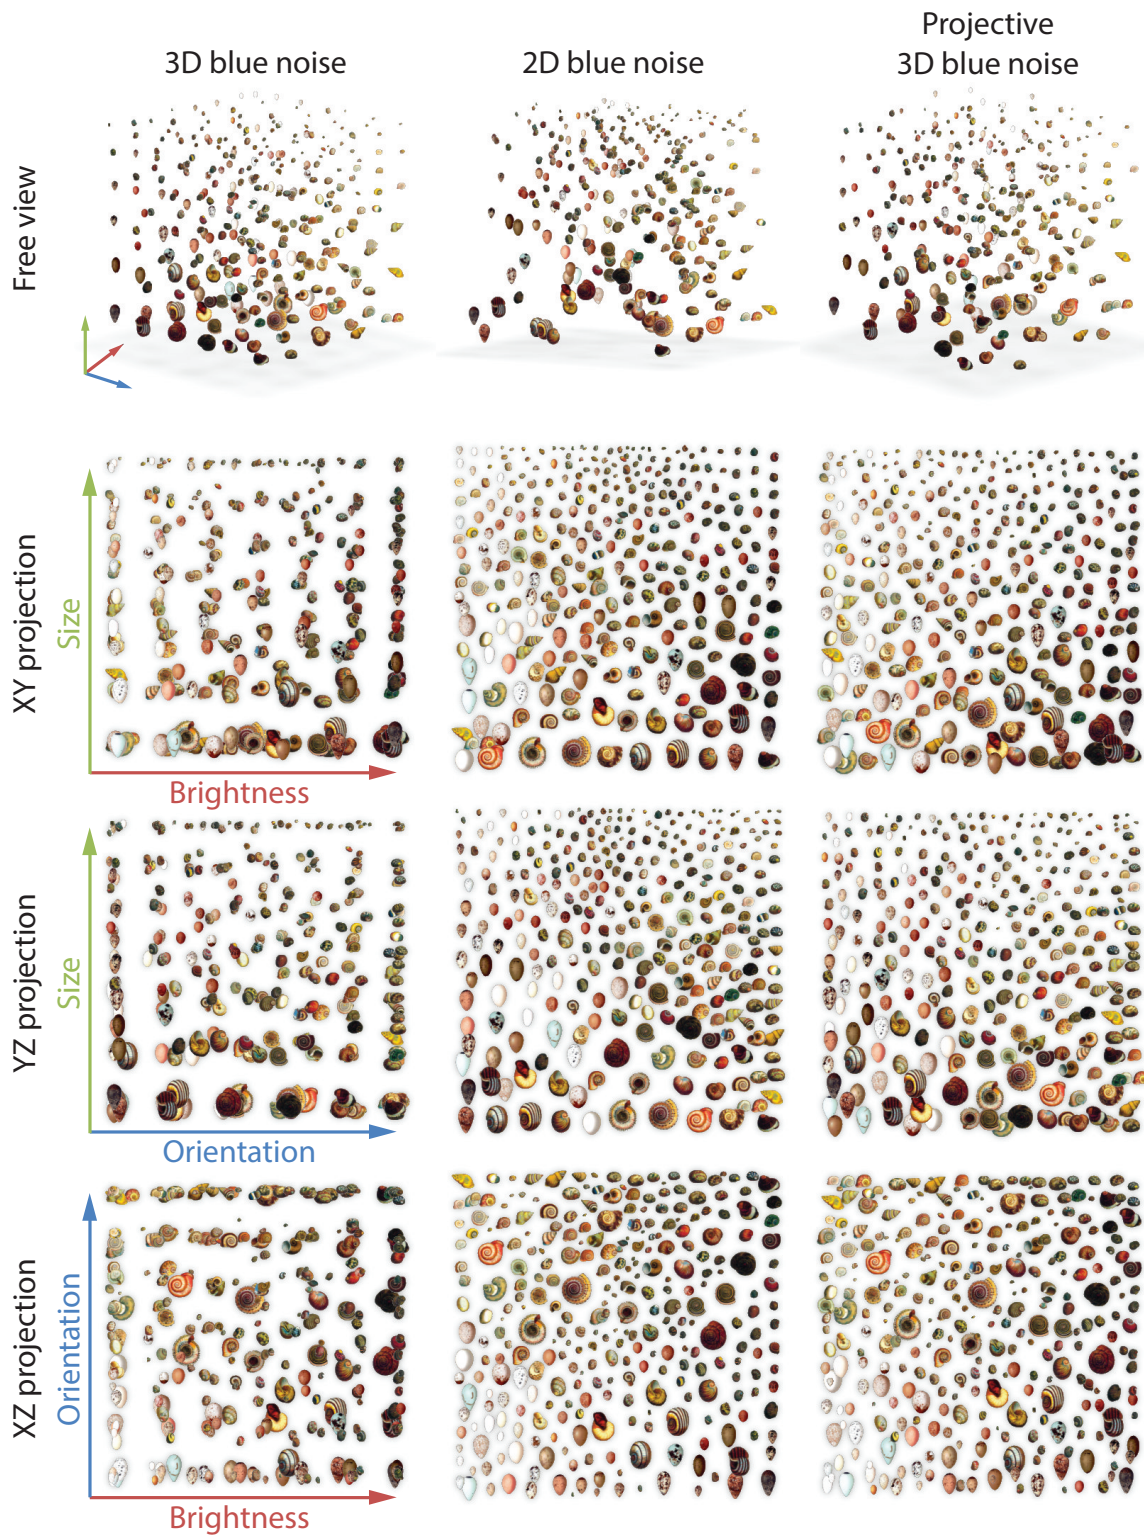 3D blue noise
2D blue noise
Projective
3D blue noise
Free view
XY projection
Size
Brightness
YZ projection
Size
Orientation
XZ projection
Orientation
Brightness